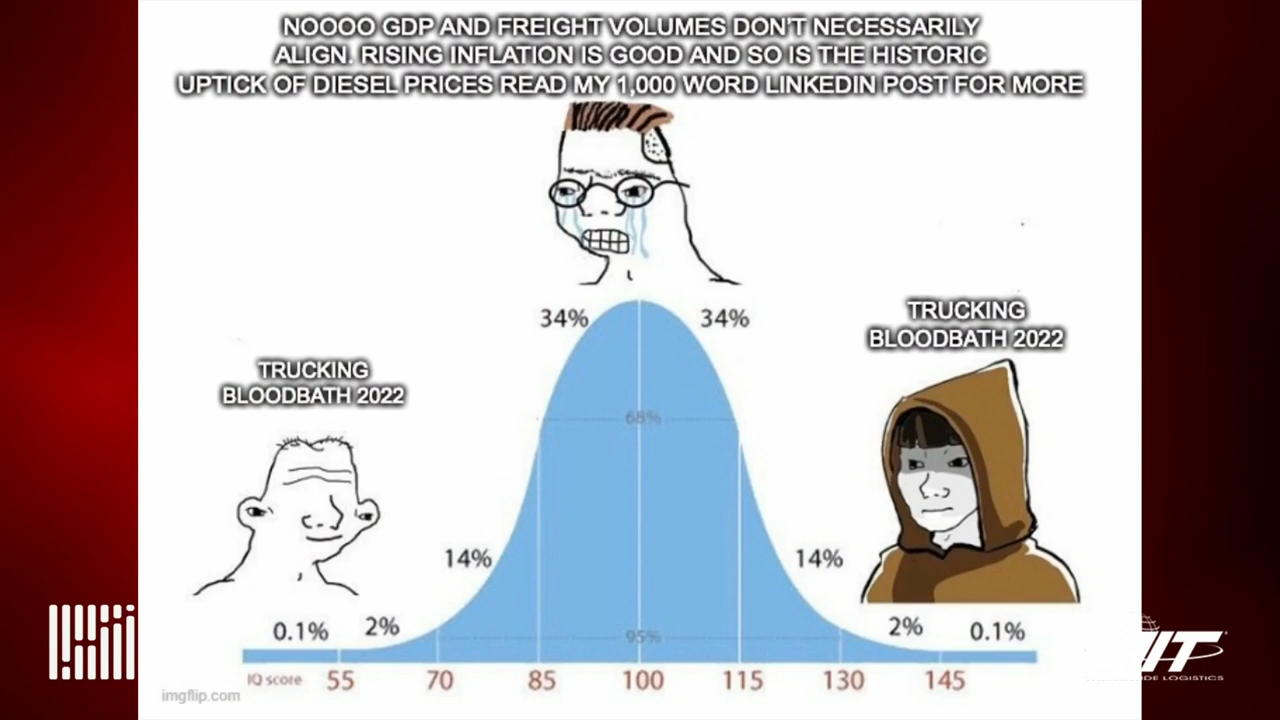 NOOOO GDP AND FREIGHT VOLUMES DON'T NECESSARILY
ALIGN. RISING INFLATION IS GOOD AND SO IS THE HISTORIC
UPTICK OF DIESEL PRICES READ MY 1,000 WORD LINKEDIN POST FOR MORE
34%
34%
TRUCKING
BLOODBATH 2022
TRUCKING
BLOODBATH 2022
68%
14%
14%
0.1%
2%
95%
2%
0.1%
IQ score
55
70
85
100
115
130
145
imgflip.com
IT
IDE LOGISTICS